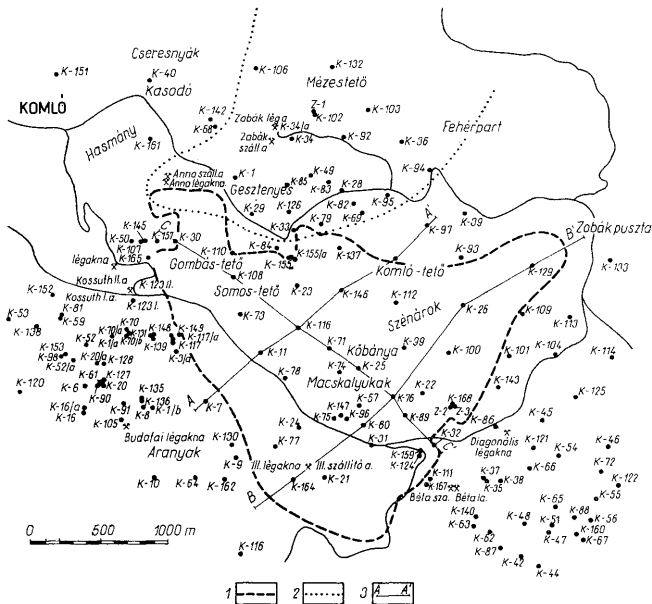 Cseresnyák
K-151
K-40
Kasodó
K-106
K-132
Mézestető
KOMLÓ
K-142
K-68
Z-1
K-102
K-103
Zobák lég a
K-34/a
Zobák
száll.a
K-34
K-92
K-36
Fehérpart
Hasmány
K-161
Anna száll.a
Anna légakna
K-1
K-49
K-85
K-83
K-28
K-94
Gesztenyés
K-29
K-126
K-82
K-69
K-95
K-33
K-79
A'
K-97
K-39
B'
Zobák puszta
K-145
C'
K-50
K-157
K-30
K-107
K-165
légakna
K-110
K-84
K-155/a
K-153
K-137
K-93
K-129
K-133
Gombás-tető
K-108
Komló-tető
Kossuth II.a
Kossuth I.a
K-123 II.
K-123 I.
Somos-tető
K-23
K-146
K-112
K-26
K-109
K-113
K-152
K-53
K-81
K-59
K-138
K-73
K-116
Szénárok
K-70
K-70/a
K-131
K-70/b
K-148
K-149
K-117/a
K-139
K-117
K-3/a
K-52
K-1/a
K-153
K-98
K-52/a
K-20/a
K-128
K-11
K-71
K-39
Kőbánya
K-25
K-100
K-101
K-104
K-114
K-120
K-61
K-127
K-6
K-20
K-90
K-78
K-74
Macskalyukak
K-143
K-125
K-135
K-136
K-91
K-8
K-1/b
K-16/a
K-16
K-105
A
K-7
K-57
K-76
K-22
K-168
K-147
K-75
K-96
K-89
Z-2
Z-3
K-86
K-45
Budafai légakna
Aranyak
K-24
K-60
K-130
K-77
K-31
K-32
C
Diagonális
légakna
K-121
K-54
K-46
K-9
III. légakna
III. szállító a.
K-159
K-124
K-66
K-72
K-10
K-64
K-162
B
K-164
K-21
K-111
K-167
K-37
K-35
K-38
K-122
K-55
Béta sza.
Béta la.
K-65
K-140
K-63
K-48
K-51
K-88
K-56
K-62
K-47
K-160
K-67
K-87
K-42
K-44
0
500
1000 m
K-116
1
2
3
A
A'